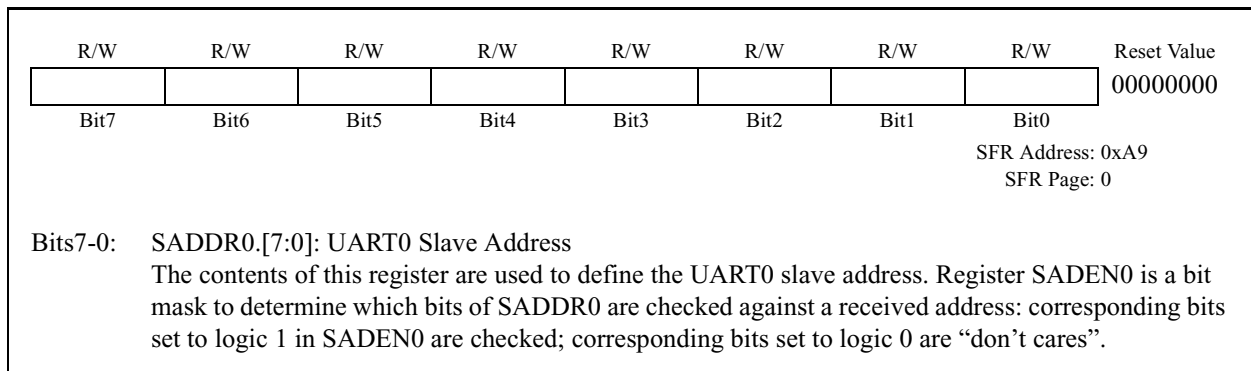 R/W R/W R/W R/W R/W R/W R/W R/W Reset Value
00000000
Bit7 Bit6 Bit5 Bit4 Bit3 Bit2 Bit1 Bit0
SFR Address: 0xA9
SFR Page: 0
Bits7-0: SADDR0.[7:0]: UART0 Slave Address
The contents of this register are used to define the UART0 slave address. Register SADEN0 is a bit
mask to determine which bits of SADDR0 are checked against a received address: corresponding bits
set to logic 1 in SADEN0 are checked; corresponding bits set to logic 0 are “don’t cares”.